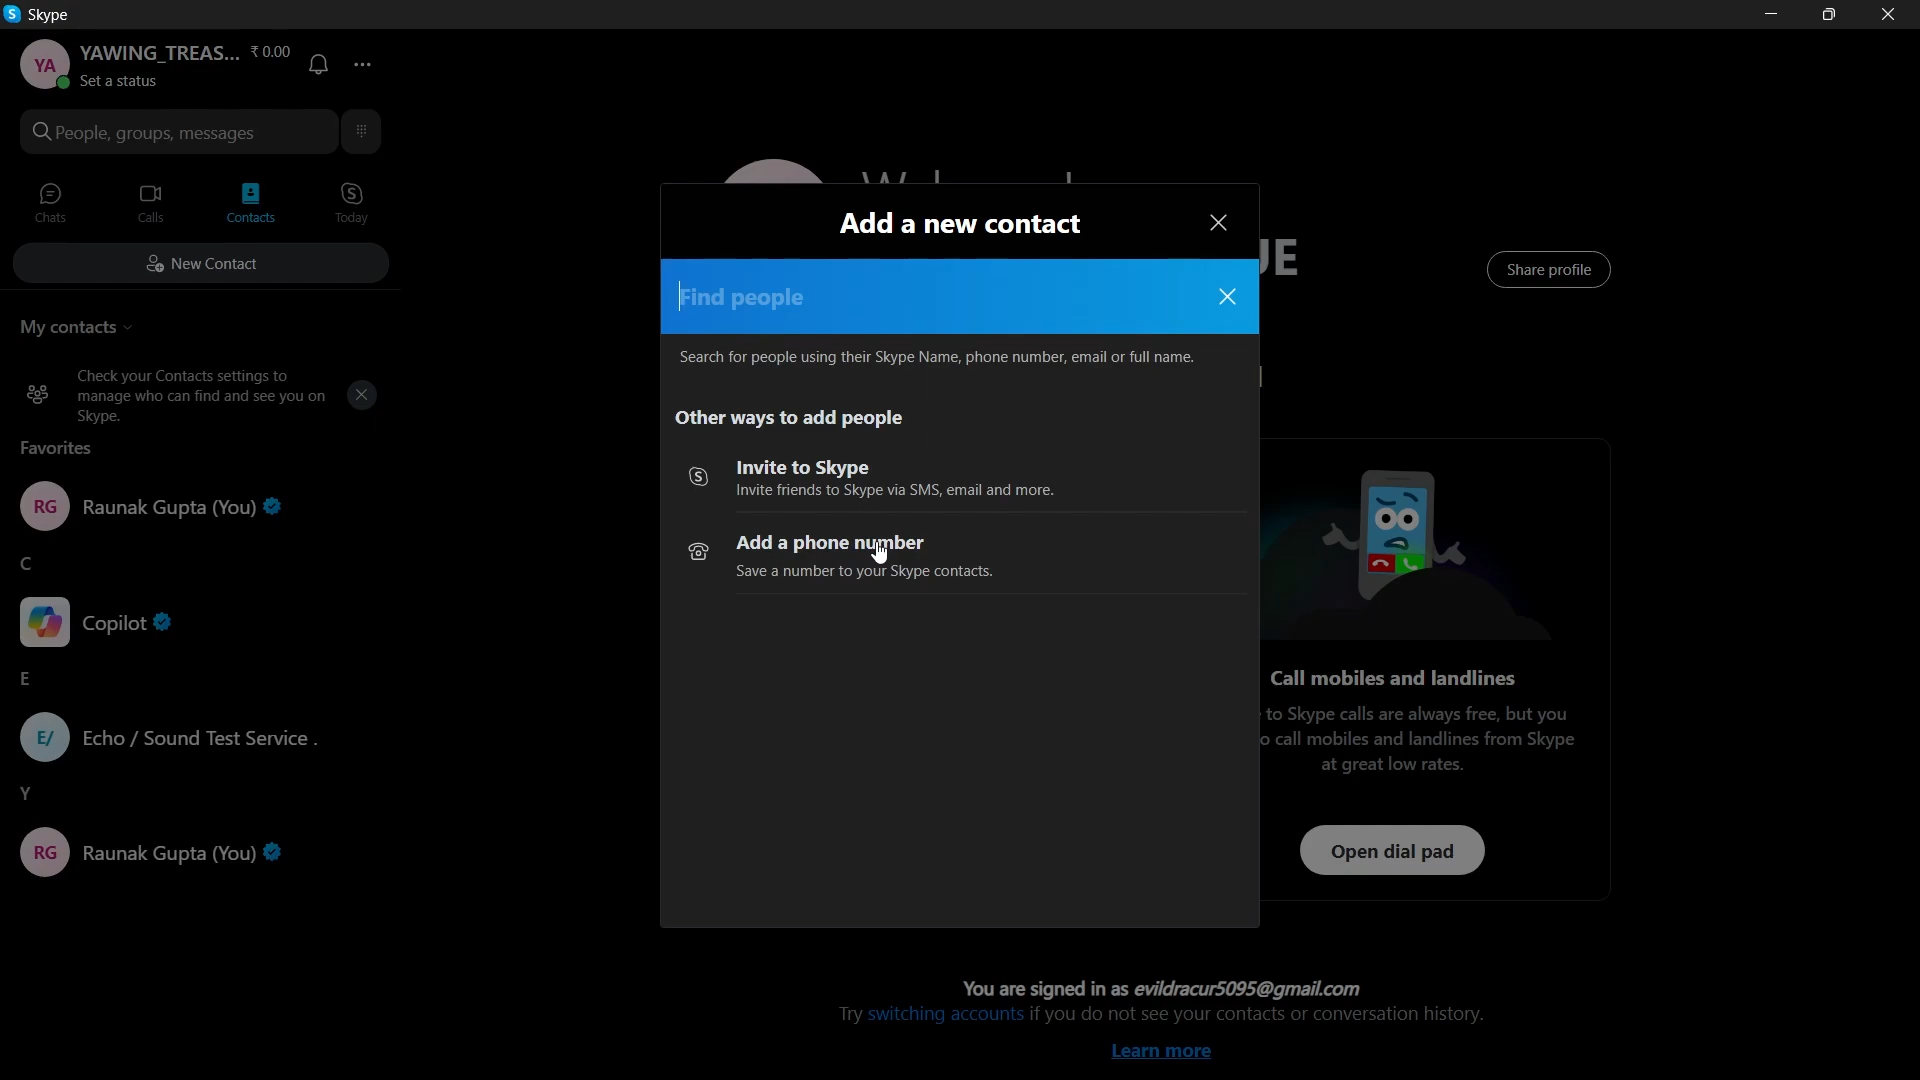 Skype
YA
YAWING_TREAS... ₹ 0.00
Set a status
People, groups, messages
Chats
Calls
Contacts
Today
New Contact
My contacts
Check your Contacts settings to
manage who can find and see you on
Skype.
Favorites
RG Raunak Gupta (You)
C
Copilot
E
E/ Echo / Sound Test Service .
Y
RG Raunak Gupta (You)
Add a new contact
Find people
Search for people using their Skype Name, phone number, email or full name.
Other ways to add people
Invite to Skype
Invite friends to Skype via SMS, email and more.
Add a phone number
Save a number to your Skype contacts.
Share profile
Call mobiles and landlines
to Skype calls are always free, but you
o call mobiles and landlines from Skype
at great low rates.
Open dial pad
You are signed in as evildracur5095@gmail.com
Try switching accounts if you do not see your contacts or conversation history.
Learn more